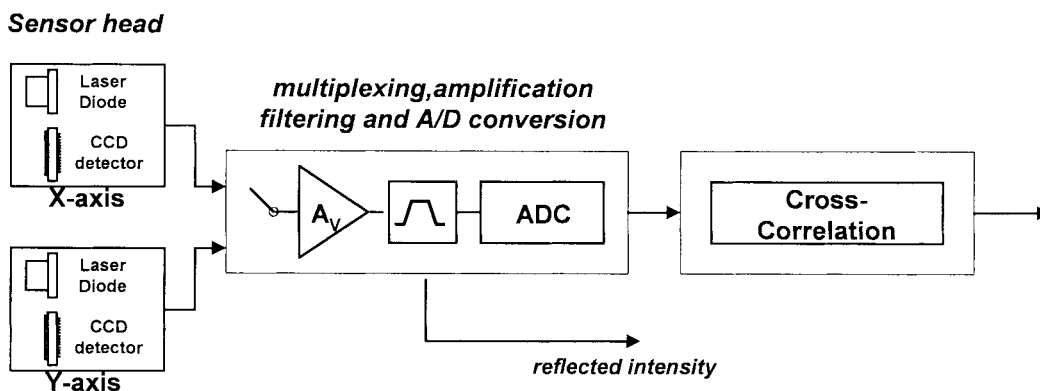 Sensor head
Laser
Diode
CCD
detector
X-axis
multiplexing,amplification
filtering and A/D conversion
AV
ADC
Cross-
Correlation
Laser
Diode
CCD
detector
Y-axis
reflected intensity